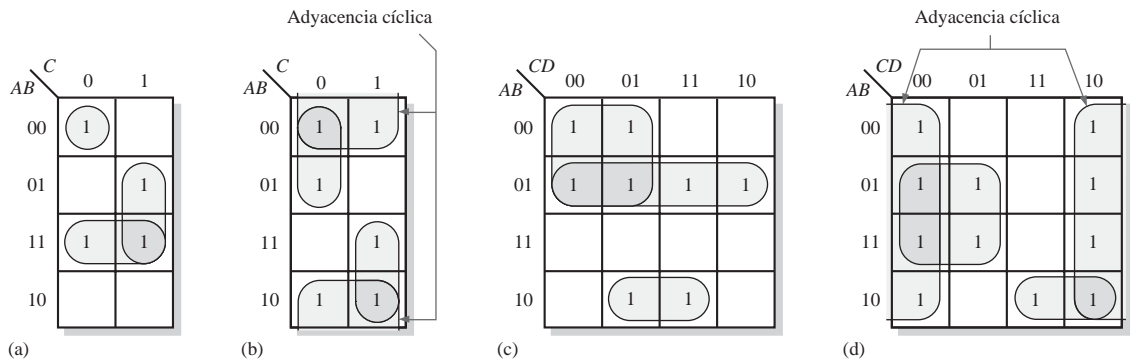 Adyacencia cíclica
C
AB
0 1
00 1
01 1
11 1 1
10
(a)
C
AB
0 1
00 1 1
01 1
11 1
10 1 1
(b)
CD
AB
00 01 11 10
00 1 1
01 1 1 1 1
11
10 1 1
(c)
Adyacencia cíclica
CD
AB
00 01 11 10
00 1 1
01 1 1 1
11 1 1 1
10 1 1 1
(d)